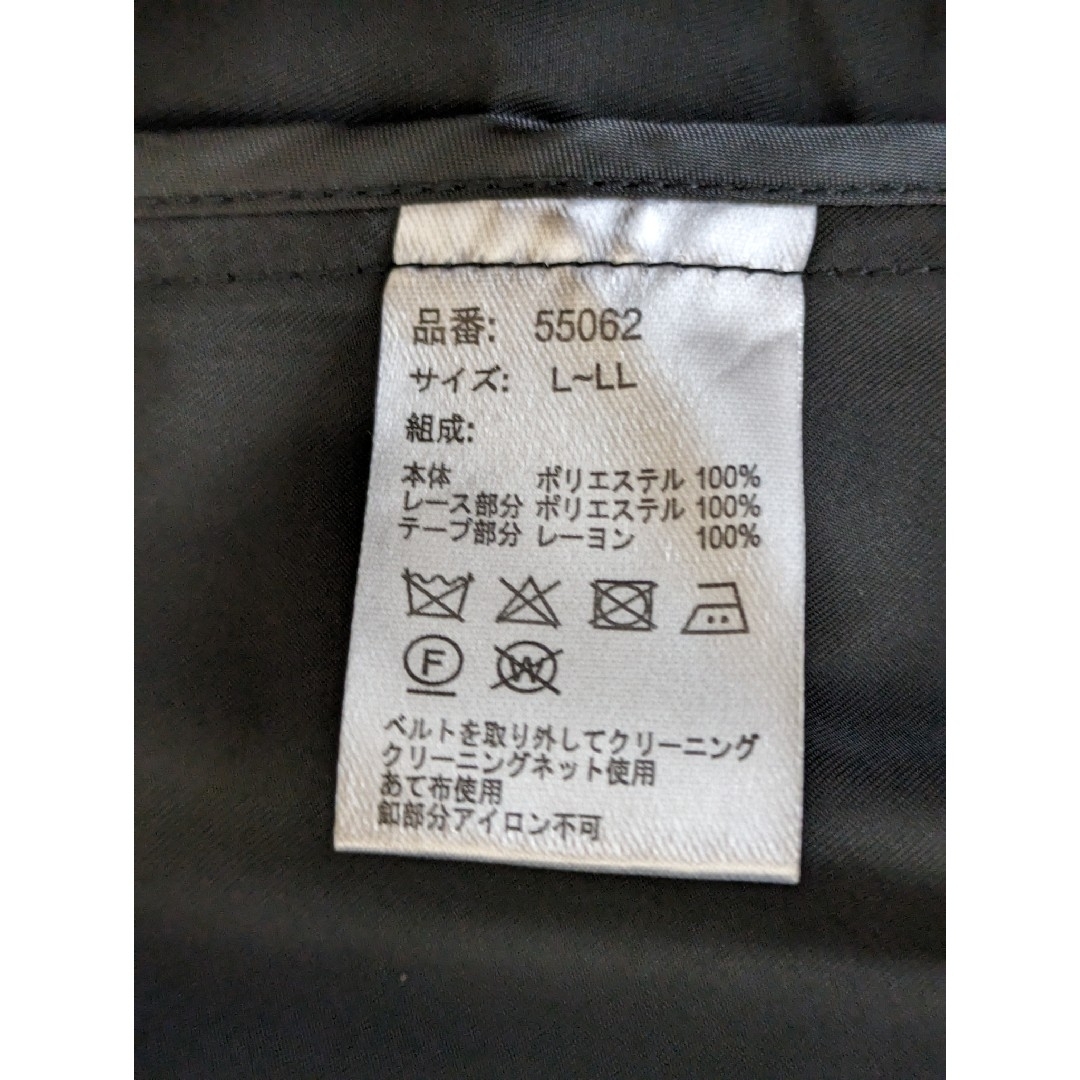 品番: 55062
サイズ: L~LL
組成:
本体 ポリエステル 100%
レース部分 ポリエステル 100%
テープ部分 レーヨン 100%
F W
ベルトを取り外してクリーニング
クリーニングネット使用
あて布使用
釦部分アイロン不可